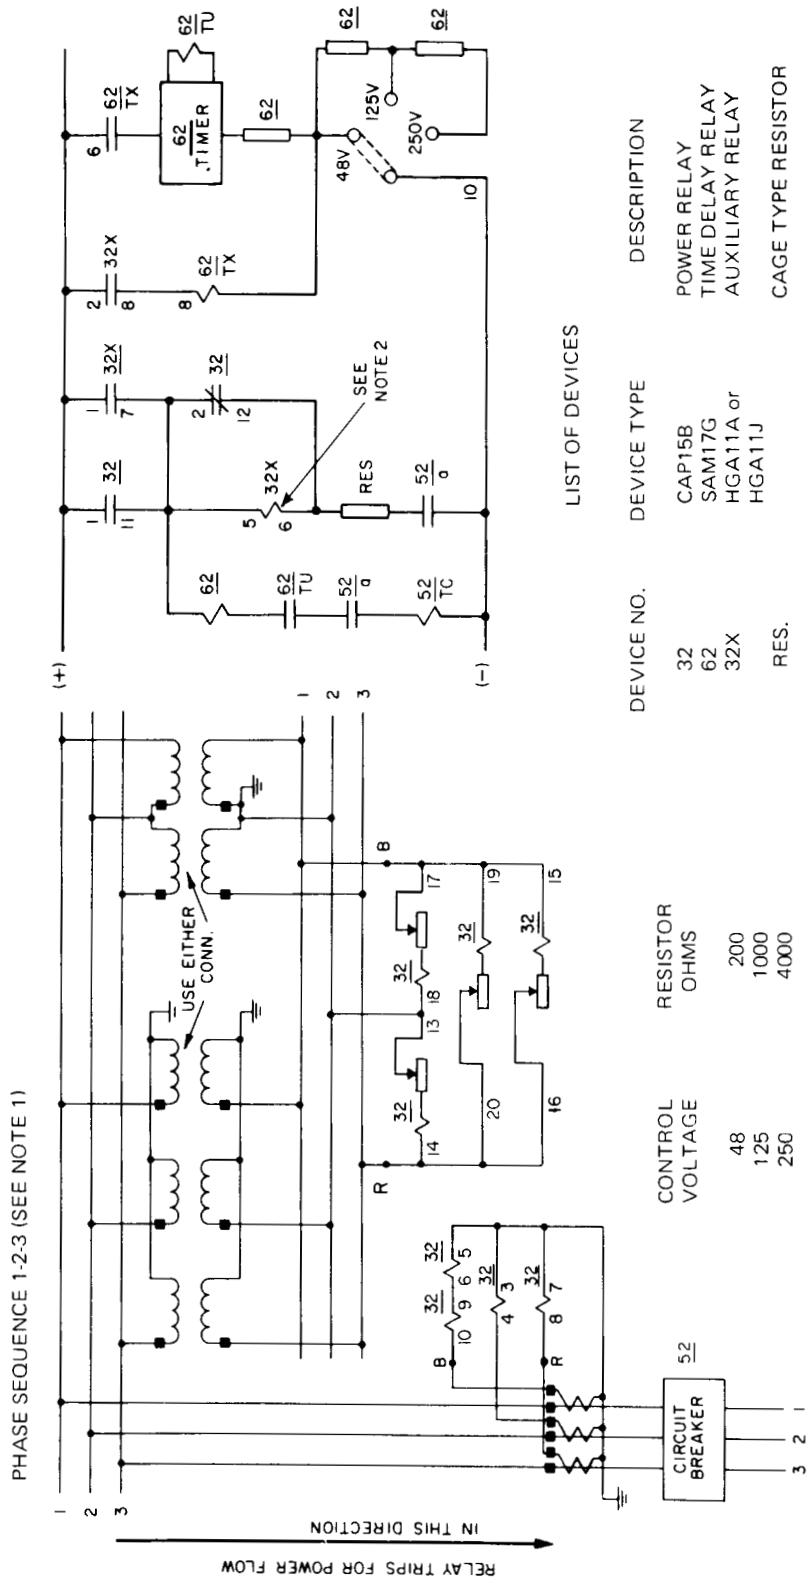 PHASE SEQUENCE 1-2-3 (SEE NOTE 1)
1
2
3
USE EITHER
CONN.
1
2
3
RELAY TRIPS FOR POWER FLOW
IN THIS DIRECTION
CIRCUIT
BREAKER
52
3 2 1
B
R
10 9 6 5
32 32
4 3
32
8 7
32
R
B
14 13 18 17
32 32
20 19
32
16 15
32
(+)
(-)
62
62
TU
52
a
52
TC
1 11
32
5 6
32X
SEE
NOTE 2
RES
52
a
1 7
32X
2 12
32
2 8
32X
8
62
TX
6
62
TX
62
TIMER
62
TU
62
48V
125V
250V
10
62
62
CONTROL
VOLTAGE
RESISTOR
OHMS
48 200
125 1000
250 4000
LIST OF DEVICES
DEVICE NO. DEVICE TYPE DESCRIPTION
32 CAP15B POWER RELAY
62 SAM17G TIME DELAY RELAY
32X HGA11A or AUXILIARY RELAY
HGA11J
RES. CAGE TYPE RESISTOR